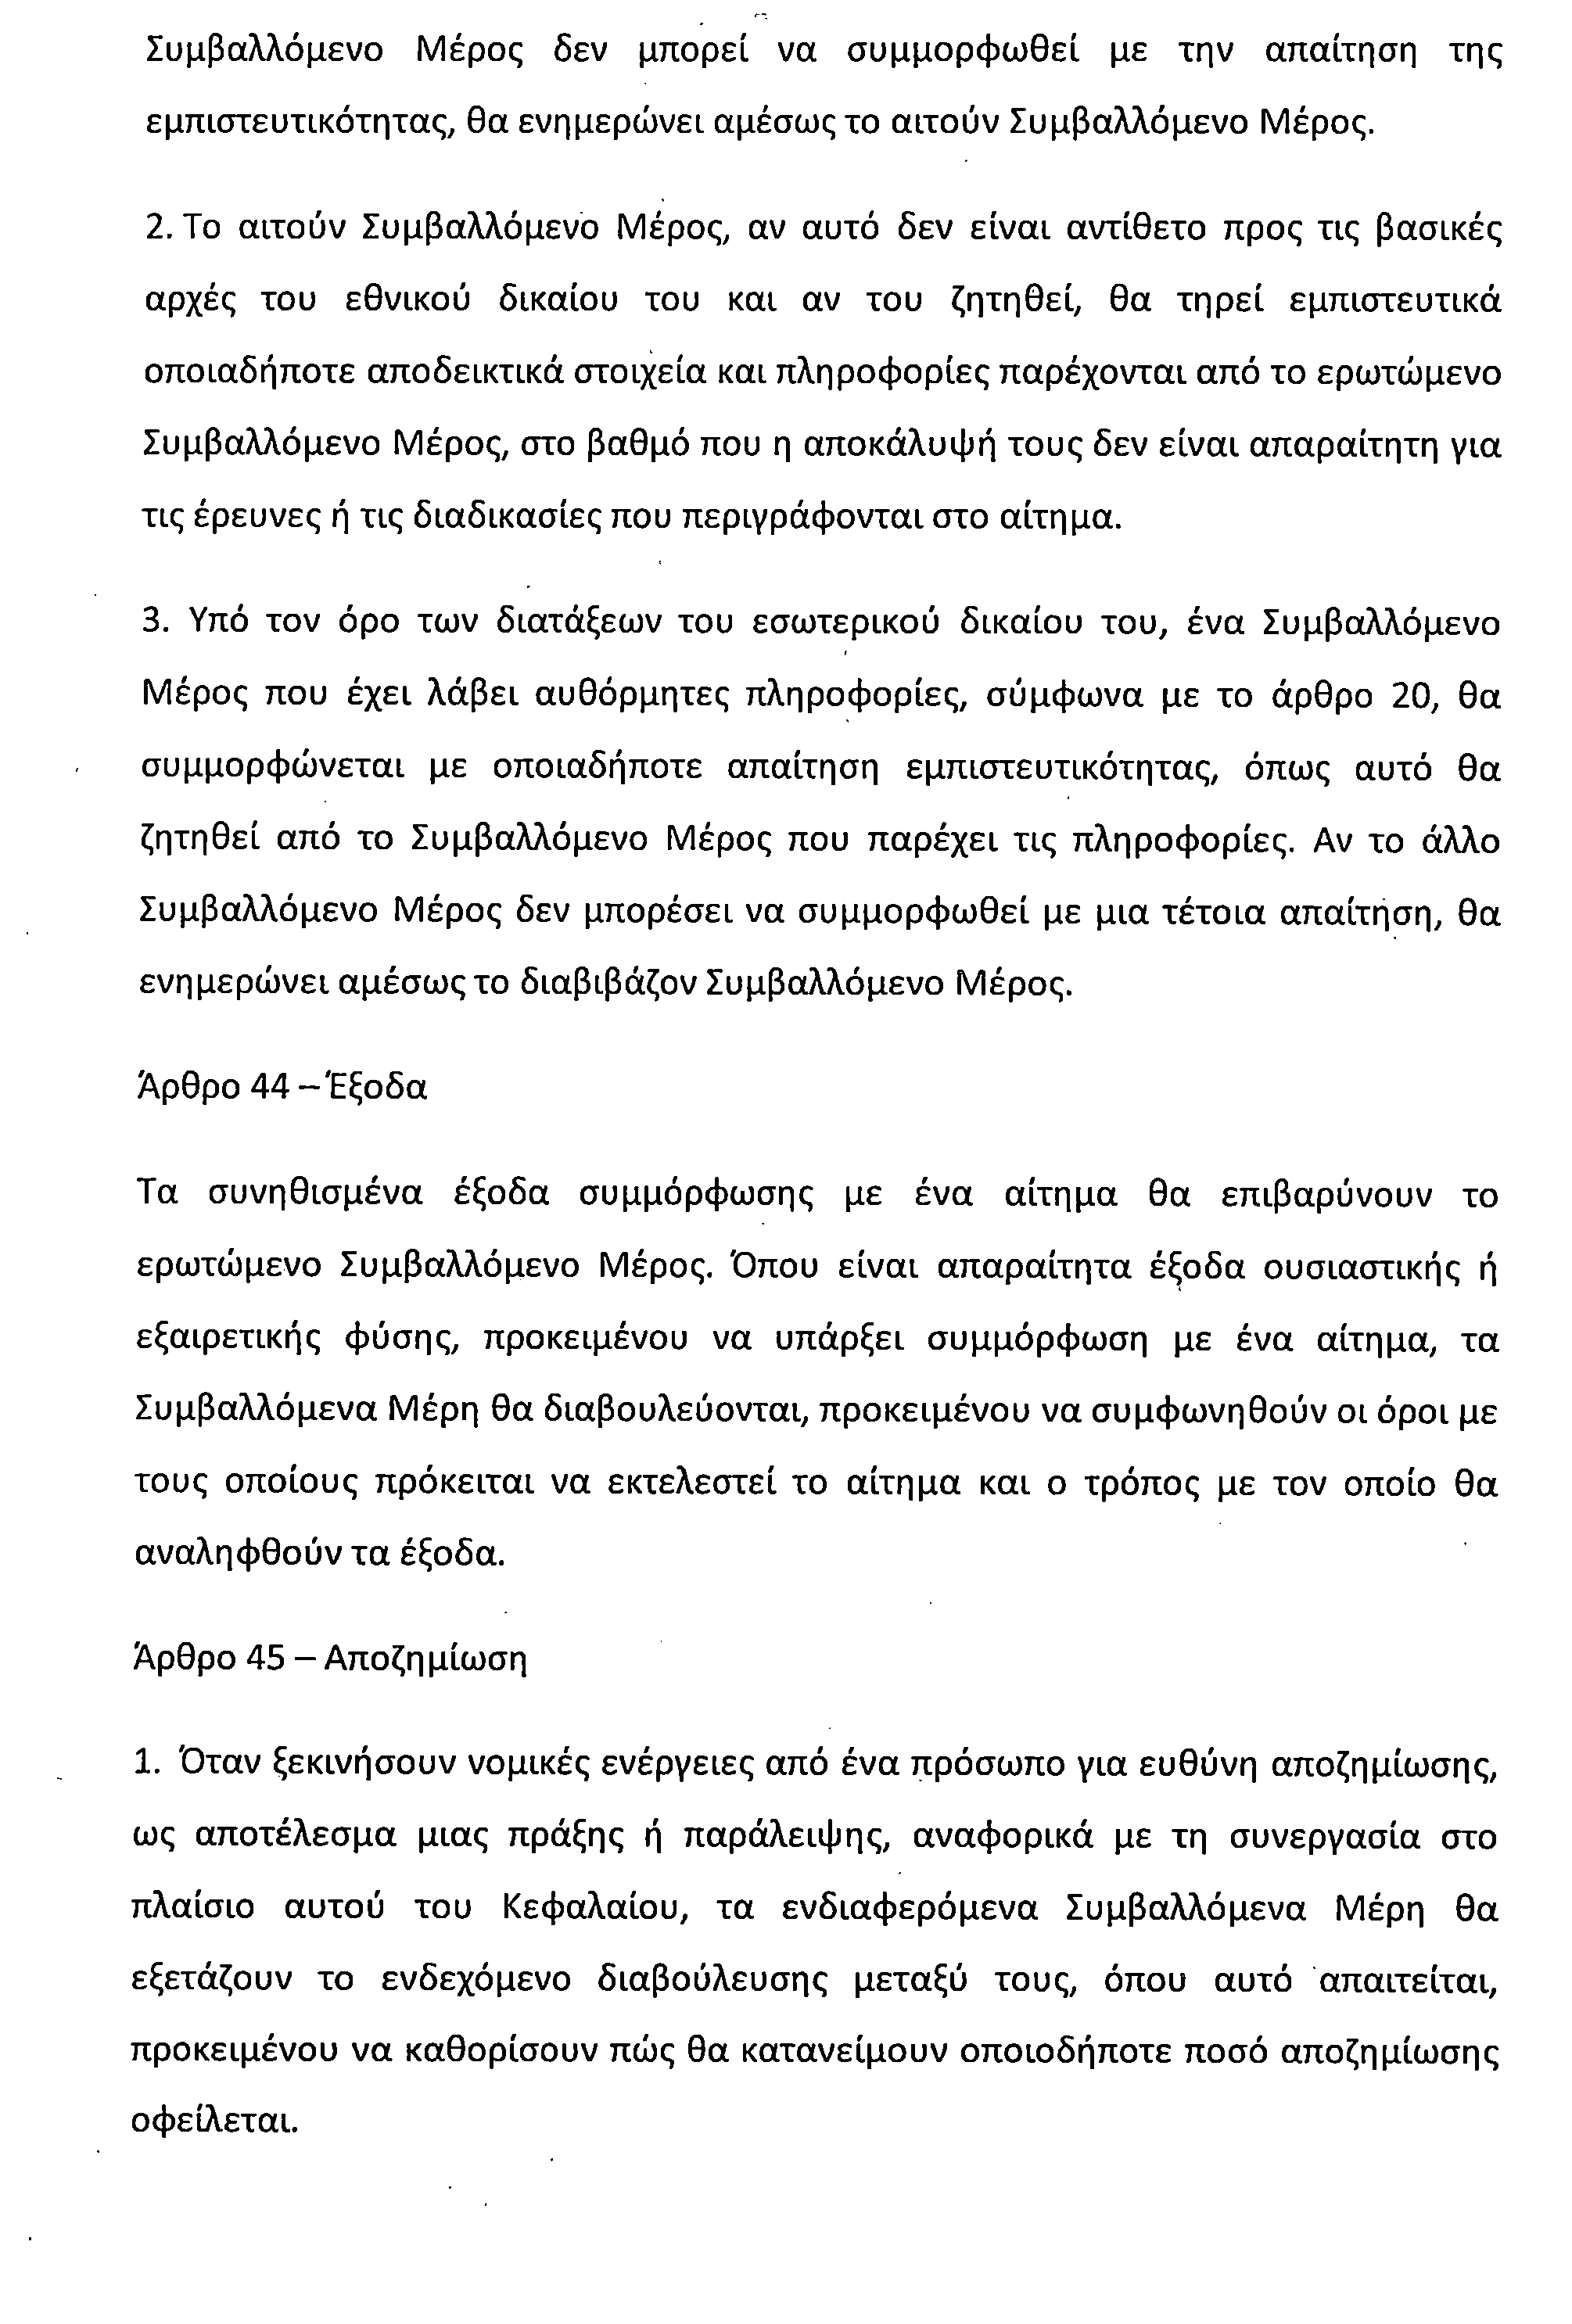 Συμβαλλόμενο Μέρος δεν μπορεί να συμμορφωθεί με την απαίτηση της
εμπιστευτικότητας, θα ενημερώνει αμέσως το αιτούν Συμβαλλόμενο Μέρος.
2. Το αιτούν Συμβαλλόμενο Μέρος, αν αυτό δεν είναι αντίθετο προς τις βασικές
αρχές του εθνικού δικαίου του και αν του ζητηθεί, θα τηρεί εμπιστευτικά
οποιαδήποτε αποδεικτικά στοιχεία και πληροφορίες παρέχονται από το ερωτώμενο
Συμβαλλόμενο Μέρος, στο βαθμό που η αποκάλυψή τους δεν είναι απαραίτητη για
τις έρευνες ή τις διαδικασίες που περιγράφονται στο αίτημα.
3. Υπό τον όρο των διατάξεων του εσωτερικού δικαίου του, ένα Συμβαλλόμενο
Μέρος που έχει λάβει αυθόρμητες πληροφορίες, σύμφωνα με το άρθρο 20, θα
συμμορφώνεται με οποιαδήποτε απαίτηση εμπιστευτικότητας, όπως αυτό θα
ζητηθεί από το Συμβαλλόμενο Μέρος που παρέχει τις πληροφορίες. Αν το άλλο
Συμβαλλόμενο Μέρος δεν μπορέσει να συμμορφωθεί με μια τέτοια απαίτηση, θα
ενημερώνει αμέσως το διαβιβάζον Συμβαλλόμενο Μέρος.
Άρθρο 44 – Έξοδα
Τα συνηθισμένα έξοδα συμμόρφωσης με ένα αίτημα θα επιβαρύνουν το
ερωτώμενο Συμβαλλόμενο Μέρος. Όπου είναι απαραίτητα έξοδα ουσιαστικής ή
εξαιρετικής φύσης, προκειμένου να υπάρξει συμμόρφωση με ένα αίτημα, τα
Συμβαλλόμενα Μέρη θα διαβουλεύονται, προκειμένου να συμφωνηθούν οι όροι με
τους οποίους πρόκειται να εκτελεστεί το αίτημα και ο τρόπος με τον οποίο θα
αναληφθούν τα έξοδα.
Άρθρο 45 – Αποζημίωση
1. Όταν ξεκινήσουν νομικές ενέργειες από ένα πρόσωπο για ευθύνη αποζημίωσης,
ως αποτέλεσμα μιας πράξης ή παράλειψης, αναφορικά με τη συνεργασία στο
πλαίσιο αυτού του Κεφαλαίου, τα ενδιαφερόμενα Συμβαλλόμενα Μέρη θα
εξετάζουν το ενδεχόμενο διαβούλευσης μεταξύ τους, όπου αυτό απαιτείται,
προκειμένου να καθορίσουν πώς θα κατανείμουν οποιοδήποτε ποσό αποζημίωσης
οφείλεται.